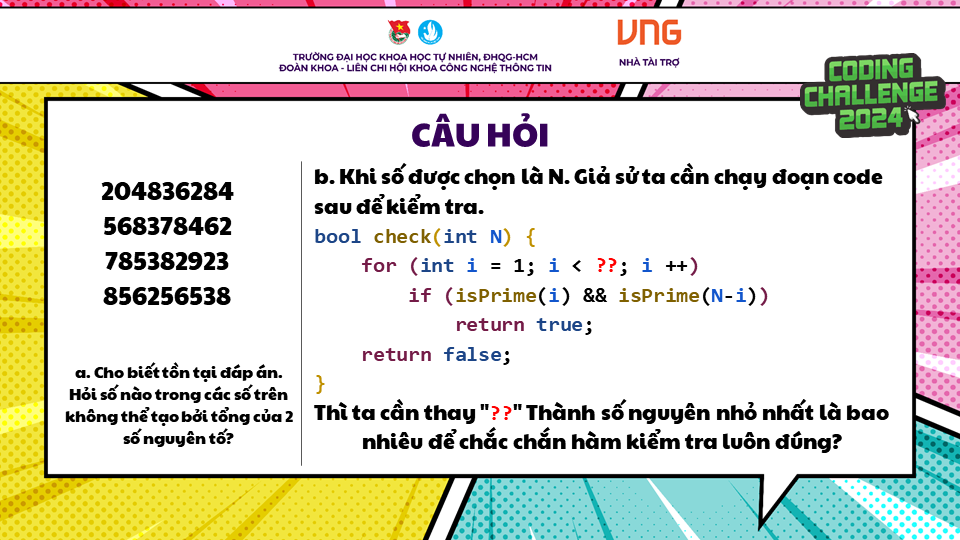 TRƯỜNG ĐẠI HỌC KHOA HỌC TỰ NHIÊN, ĐHQG-HCM
ĐOÀN KHOA - LIÊN CHI HỘI KHOA CÔNG NGHỆ THÔNG TIN
VNG
NHÀ TÀI TRỢ
CODING
CHALLENGE
2024
CÂU HỎI
204836284
568378462
785382923
856256538
a. Cho biết tồn tại đáp án.
Hỏi số nào trong các số trên
không thể tạo bởi tổng của 2
số nguyên tố?
b. Khi số được chọn là N. Giả sử ta cần chạy đoạn code
sau để kiểm tra.
bool check(int N) {
    for (int i = 1; i < ??; i ++)
        if (isPrime(i) && isPrime(N-i))
            return true;
    return false;
}
Thì ta cần thay "??" Thành số nguyên nhỏ nhất là bao
nhiêu để chắc chắn hàm kiểm tra luôn đúng?